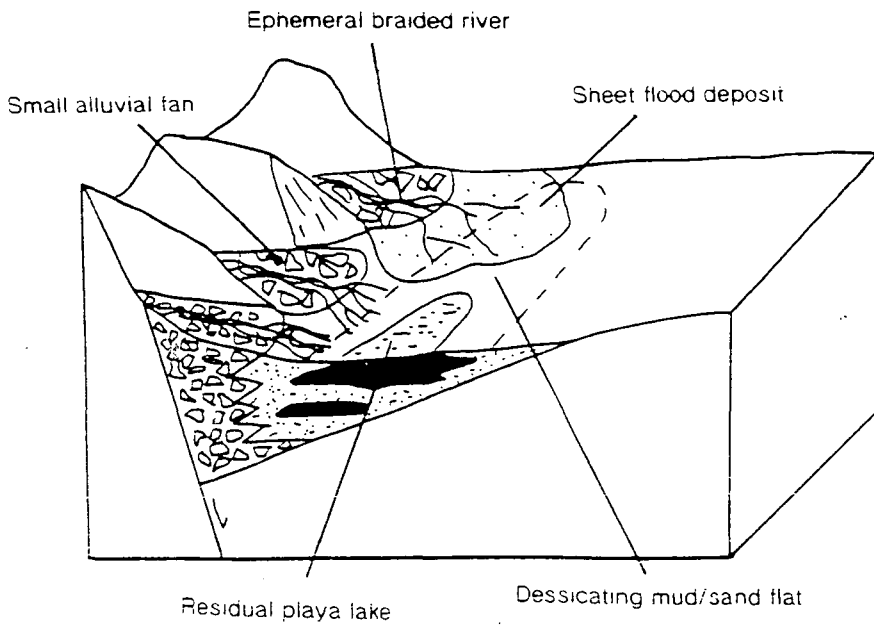 Ephemeral braided river
Small alluvial fan
Sheet flood deposit
Residual playa lake
Dessicating mud/sand flat